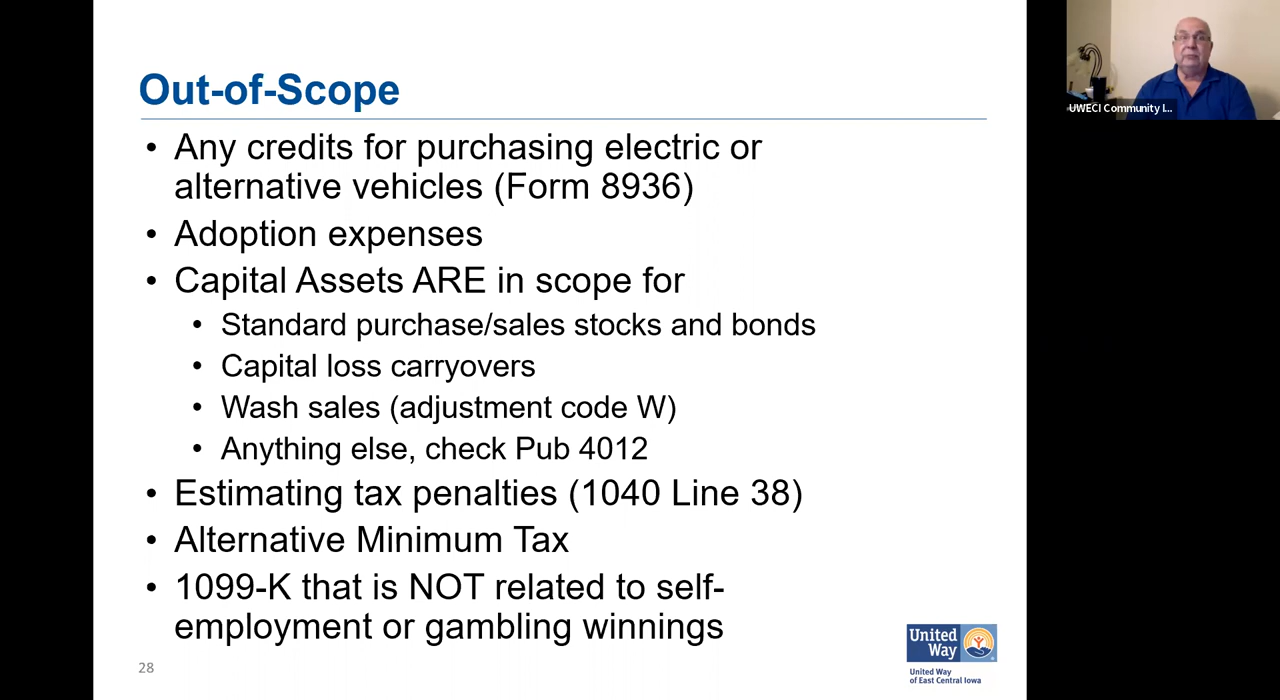 Out-of-Scope
• Any credits for purchasing electric or
alternative vehicles (Form 8936)
• Adoption expenses
• Capital Assets ARE in scope for
• Standard purchase/sales stocks and bonds
• Capital loss carryovers
• Wash sales (adjustment code W)
• Anything else, check Pub 4012
• Estimating tax penalties (1040 Line 38)
• Alternative Minimum Tax
• 1099-K that is NOT related to self-
employment or gambling winnings
28
United
Way
United Way
of East Central Iowa
UWECI Community I...